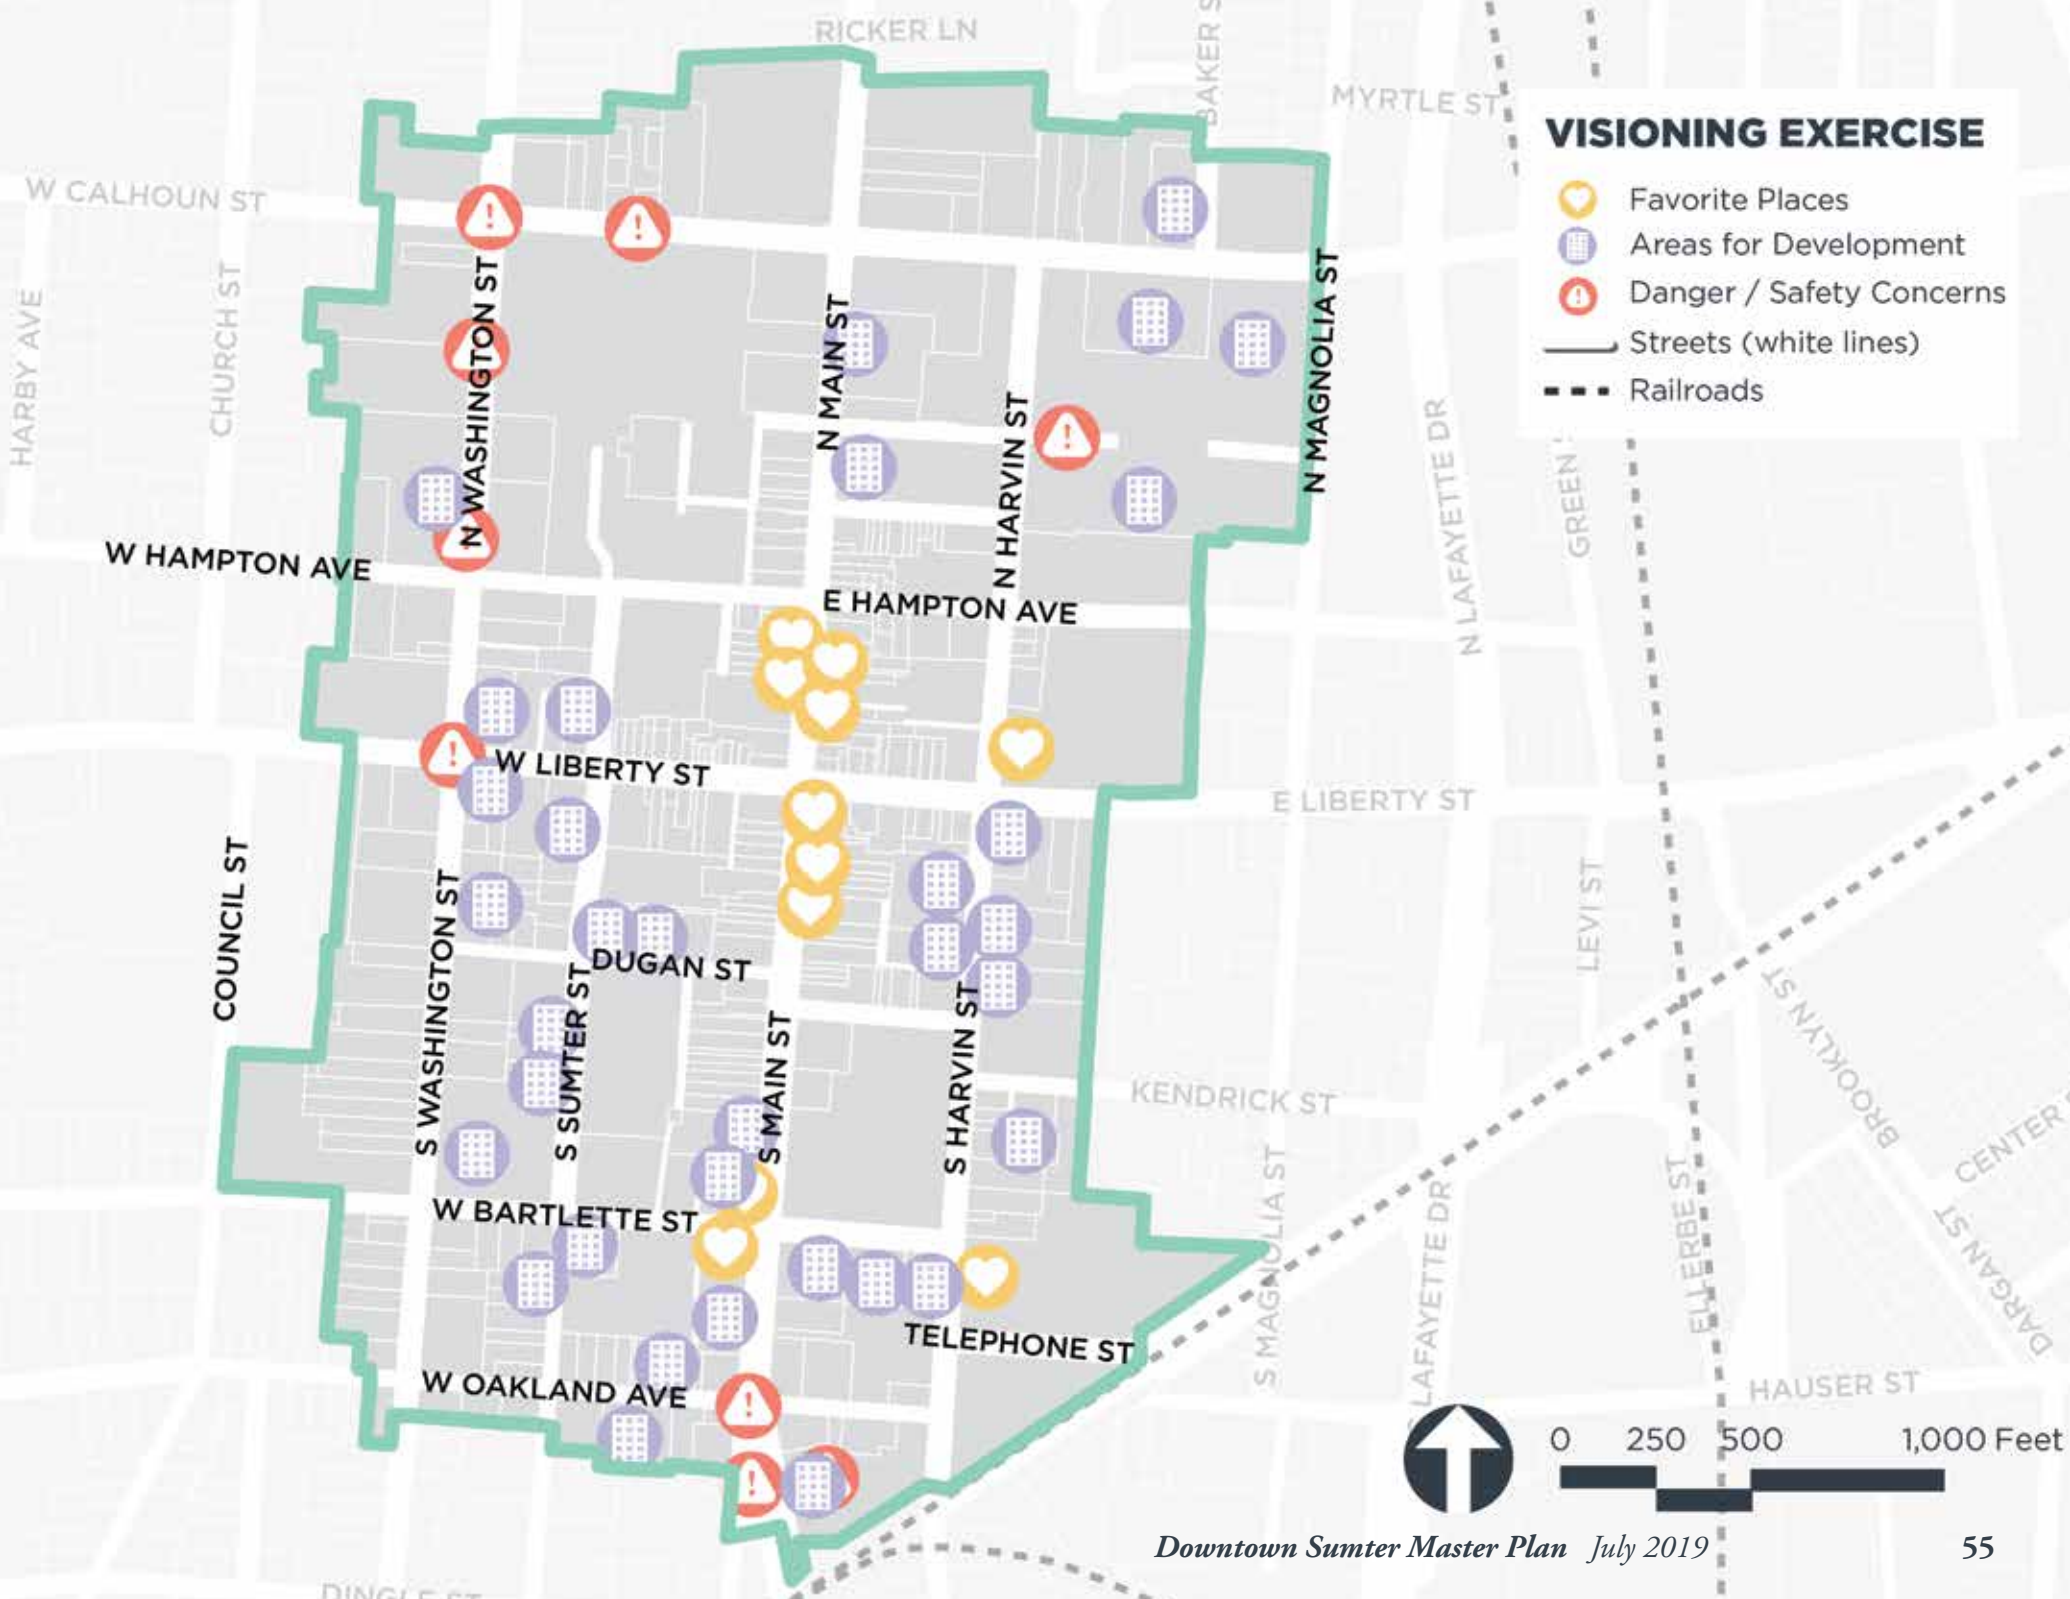 RICKER LN
BAKER S
MYRTLE ST
VISIONING EXERCISE
Favorite Places
Areas for Development
Danger / Safety Concerns
Streets (white lines)
Railroads
W CALHOUN ST
HARBY AVE
CHURCH ST
N WASHINGTON ST
N MAIN ST
N HARVIN ST
N MAGNOLIA ST
N LAFAYETTE DR
GREEN
W HAMPTON AVE
E HAMPTON AVE
W LIBERTY ST
E LIBERTY ST
COUNCIL ST
S WASHINGTON ST
DUGAN ST
S SUMTER ST
S MAIN ST
S HARVIN ST
LEVI ST
BROOKLYN ST
KENDRICK ST
CENTER
S MAGNOLIA ST
LAFAYETTE DR
ELLERBE ST
DARGAN ST
W BARTLETTE ST
TELEPHONE ST
W OAKLAND AVE
HAUSER ST
0 250 500 1,000 Feet
Downtown Sumter Master Plan July 2019 55